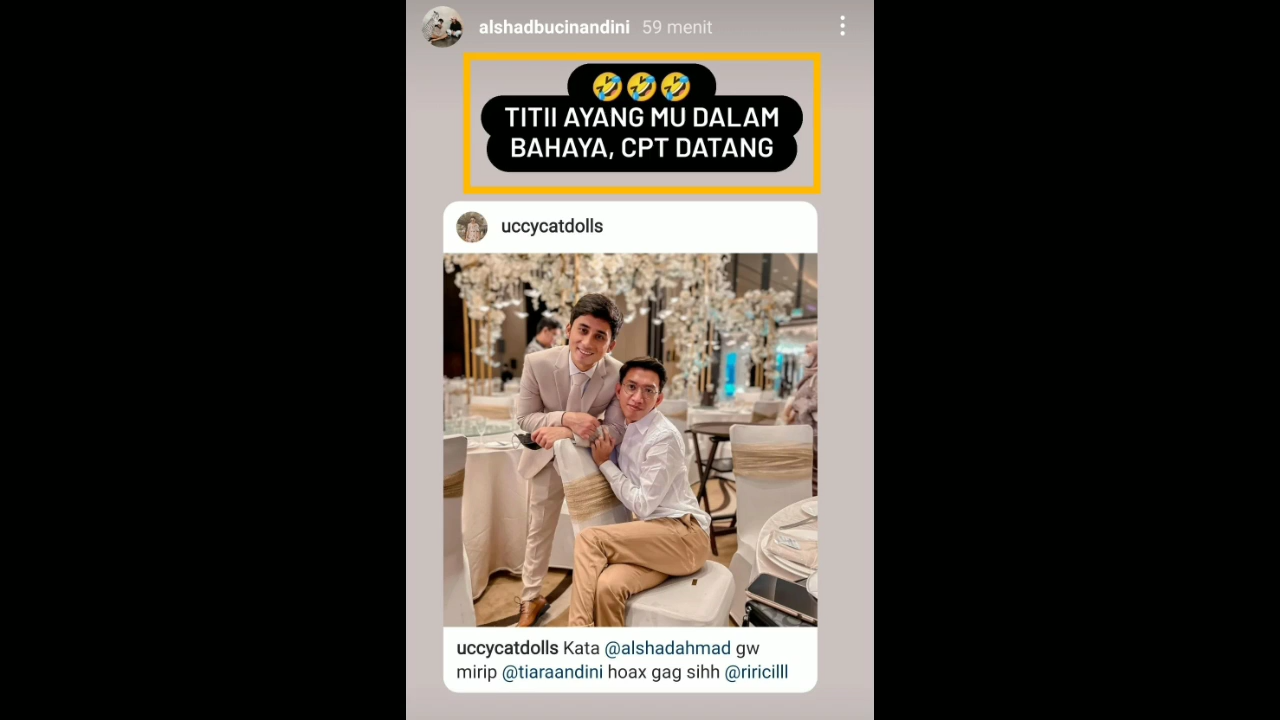 alshadbucinandini 59 menit
🤣🤣🤣
TITII AYANG MU DALAM
BAHAYA, CPT DATANG
uccycatdolls
uccycatdolls Kata @alshadahmad gw
mirip @tiaraandini hoax gag sihh @riricilll